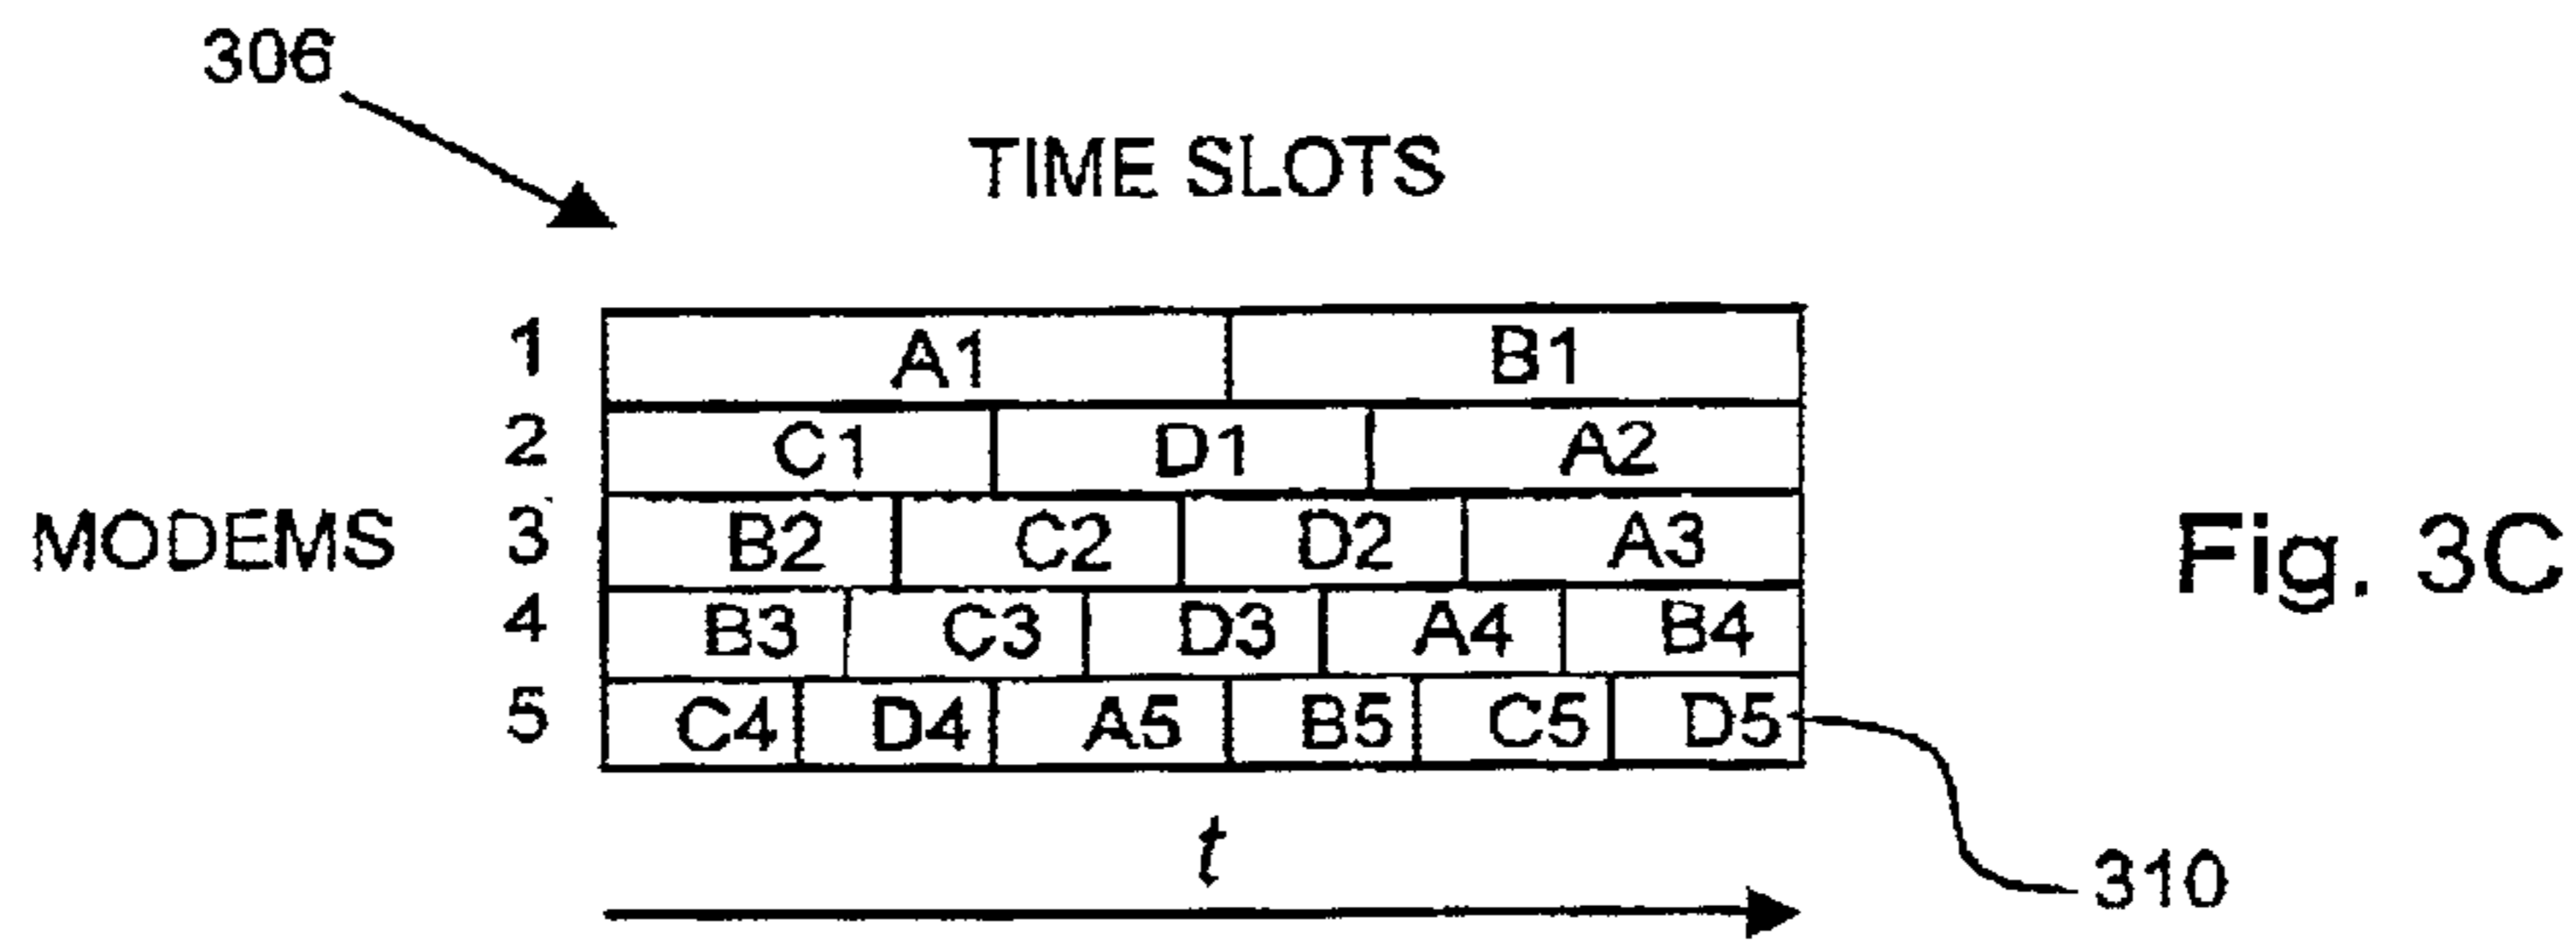 306
TIME SLOTS
1 A1 B1
2 C1 D1 A2
MODEMS 3 B2 C2 D2 A3 Fig. 3C
4 B3 C3 D3 A4 B4
5 C4 D4 A5 B5 C5 D5
t
310